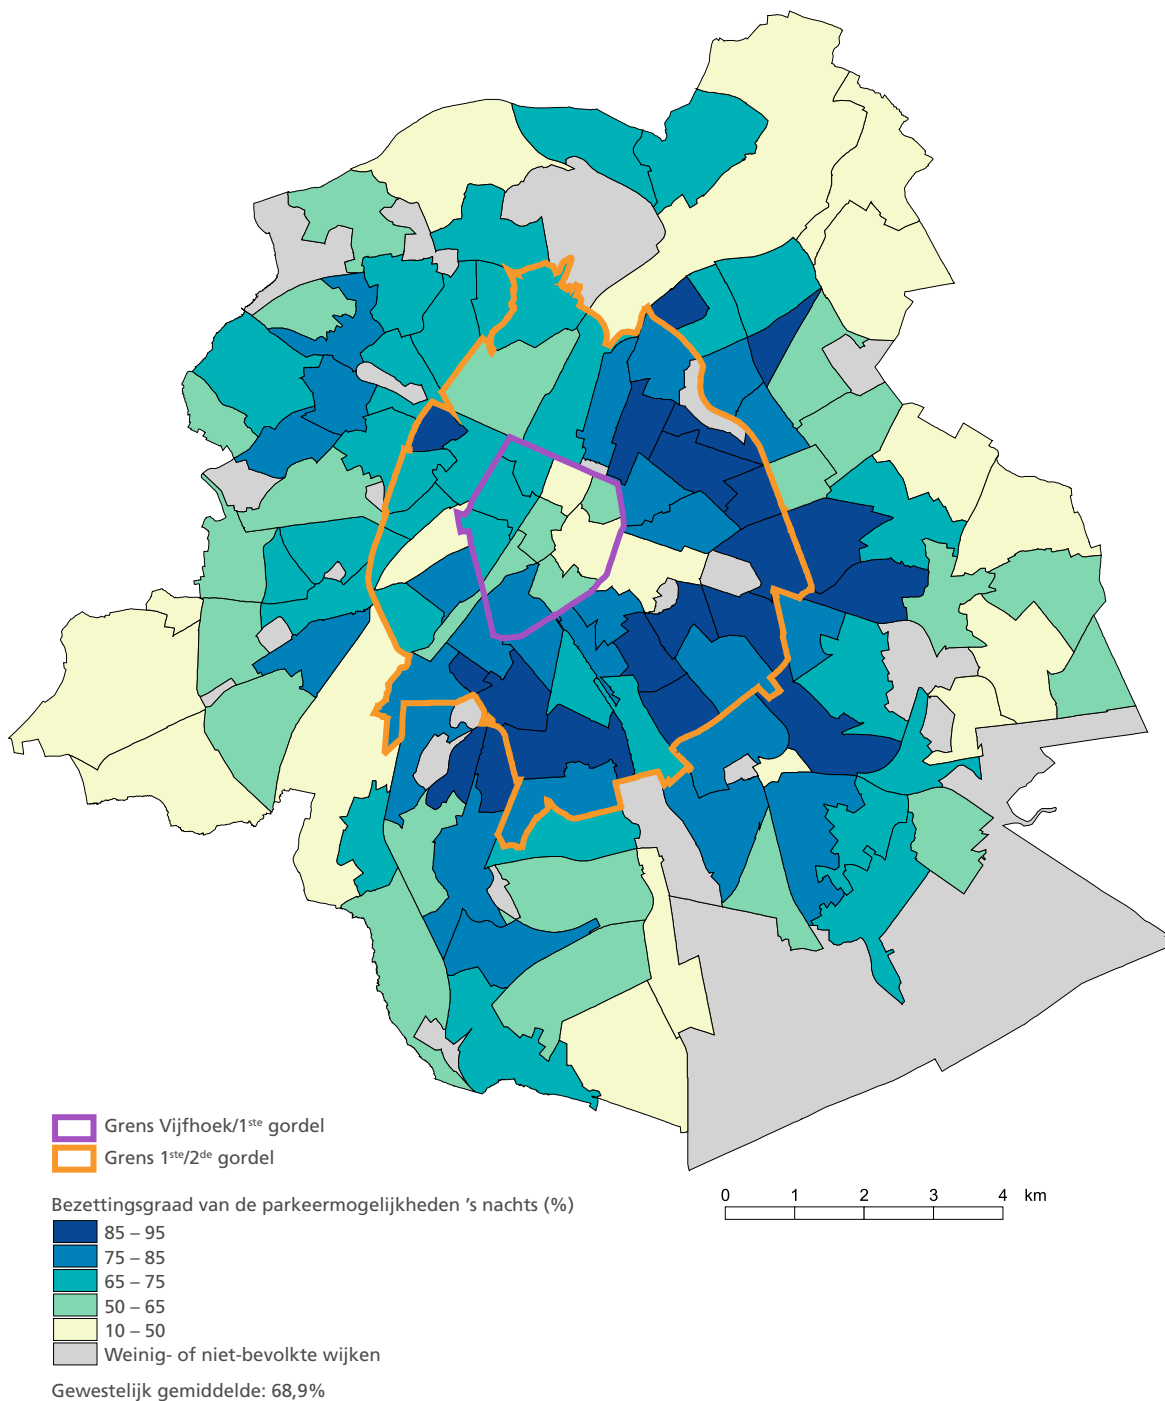 Grens Vijfhoek/1ste gordel
Grens 1ste/2de gordel
Bezettingsgraad van de parkeermogelijkheden ’s nachts (%)
85 – 95
75 – 85
65 – 75
50 – 65
10 – 50
Weinig- of niet-bevolkte wijken
Gewestelijk gemiddelde: 68,9%
0 1 2 3 4 km